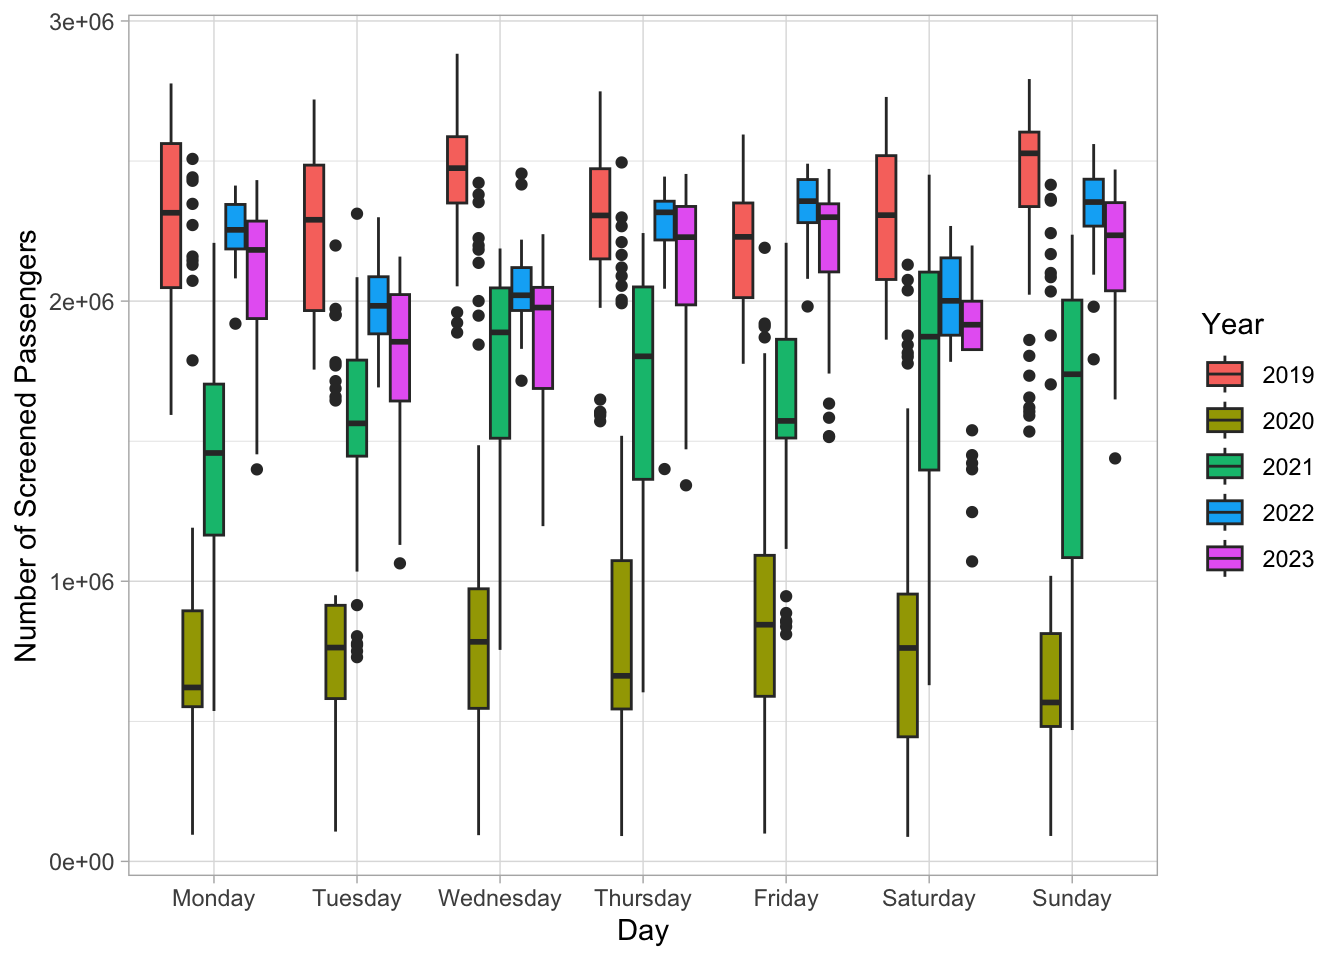 3e+06
2e+06
1e+06
0e+00
Number of Screened Passengers
Monday Tuesday Wednesday Thursday Friday Saturday Sunday
Day
Year
2019
2020
2021
2022
2023